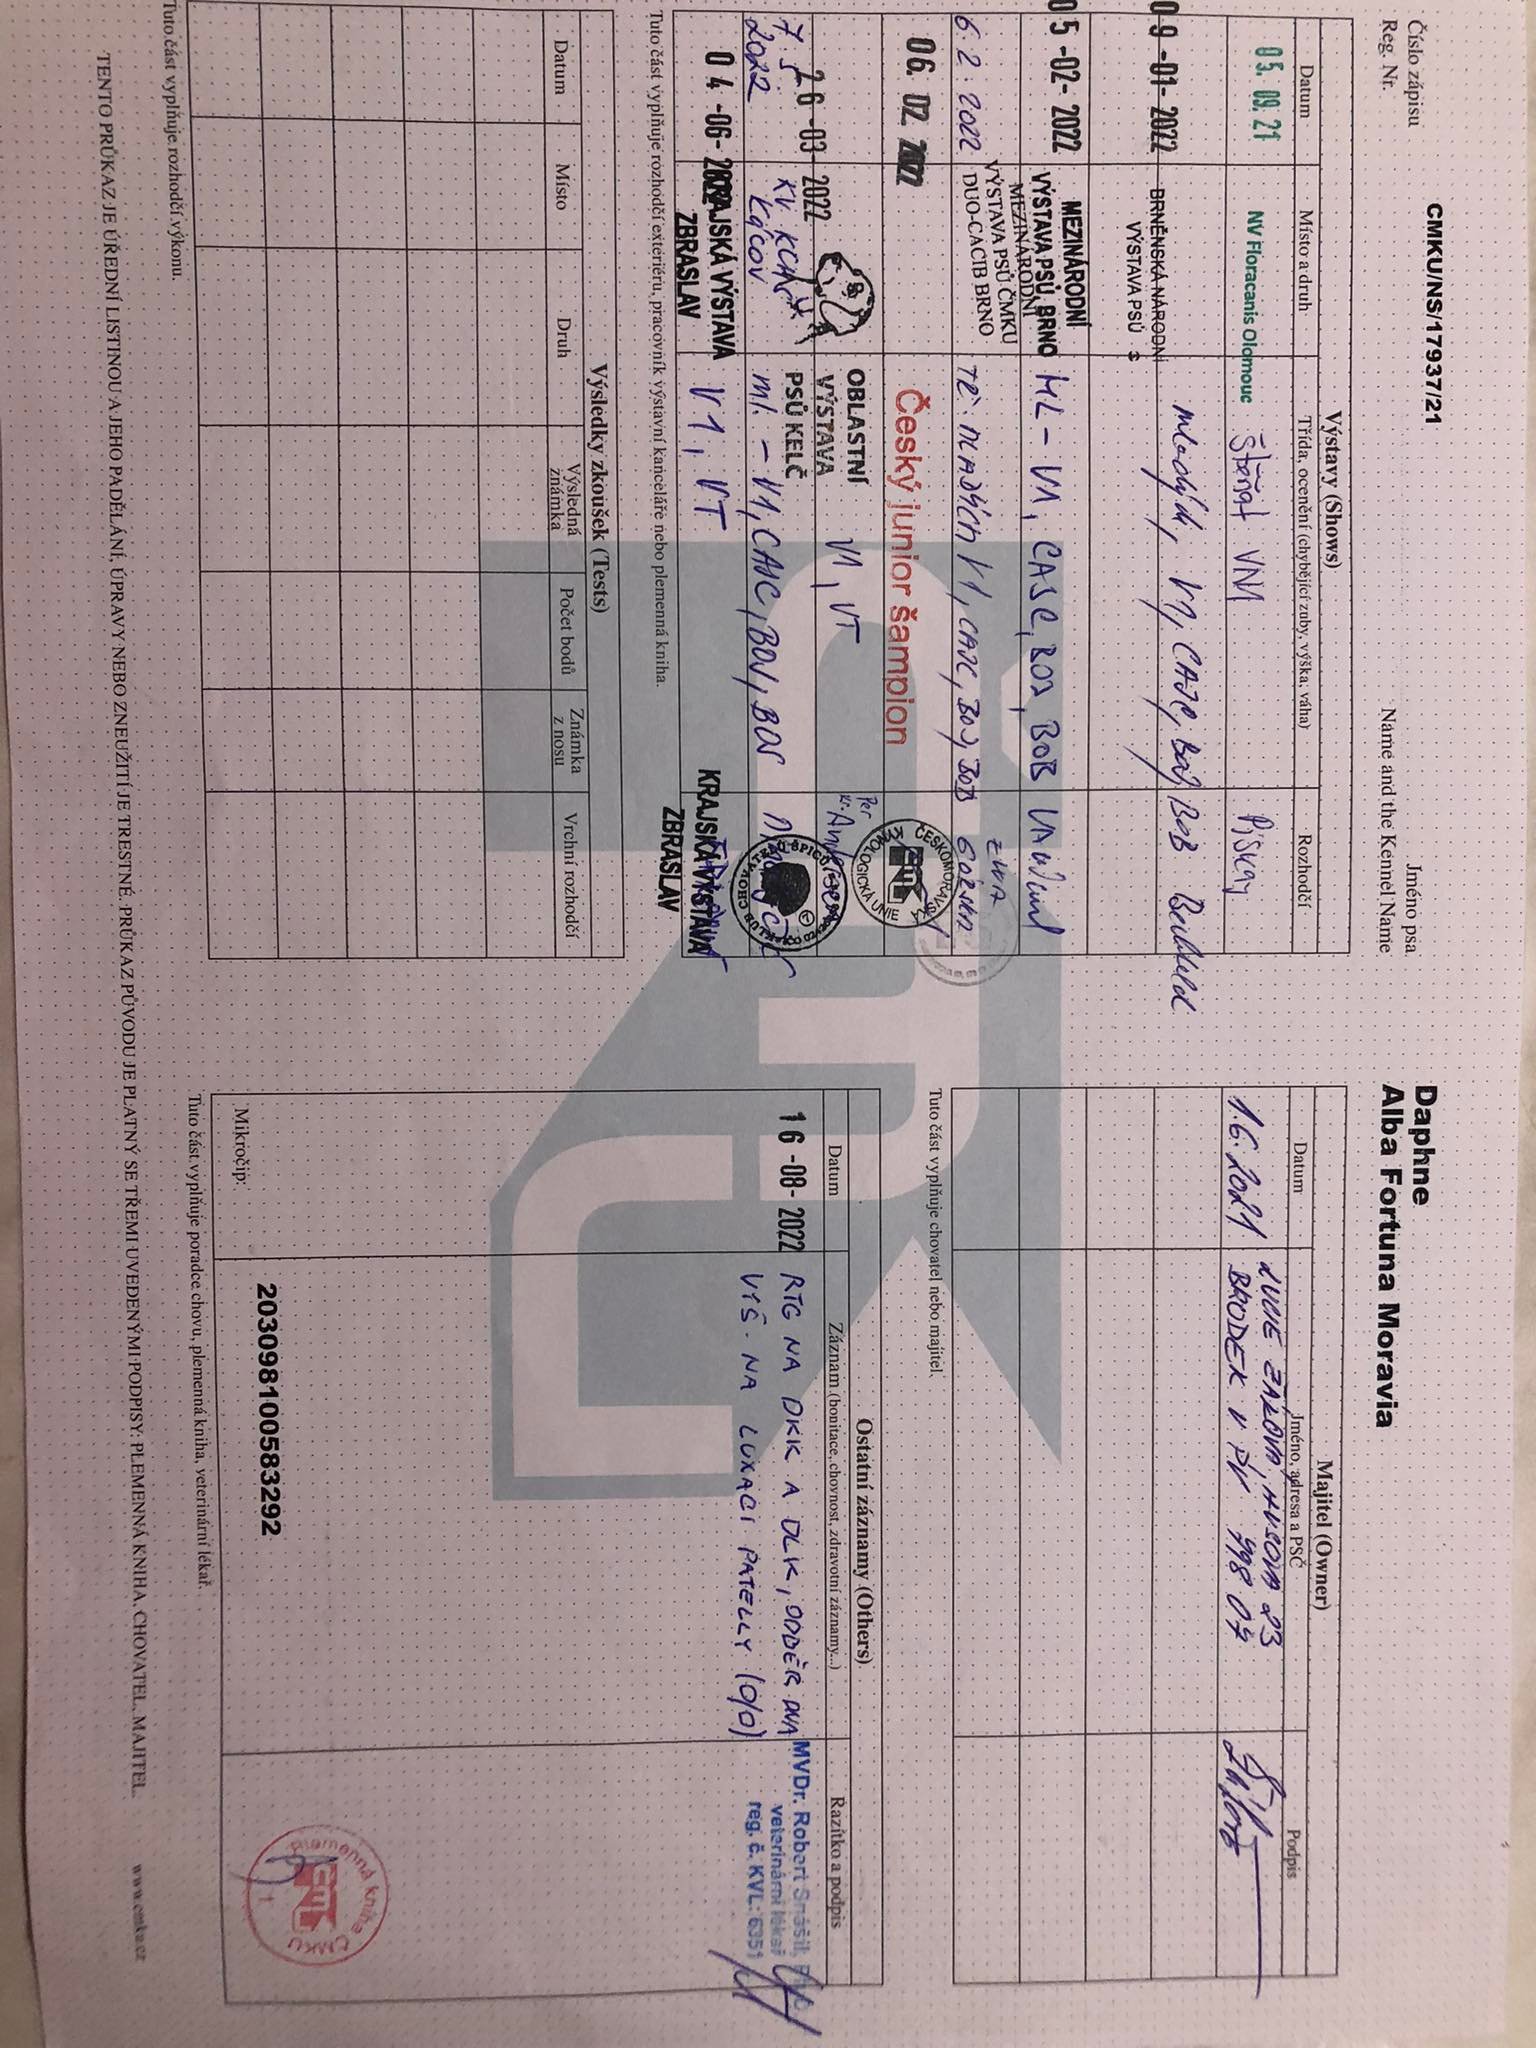 Číslo zápisu
Reg. Nr.
CMKU/NS/17937/21
Jméno psa
Name and the Kennel Name
Daphne
Alba Fortuna Moravia
Výstavy (Shows)
Datum
Místo a druh
Třída, ocenění (chybějící zuby, výška, váha)
Rozhodčí
05. 09. 21
NV Floracanis Olomouc
Štěňat VN1
09 -01- 2022
BRNĚNSKÁ NÁRODNÍ
VÝSTAVA PSŮ
mladých, V1, CAJC, BOJ, BOB
05 -02- 2022
MEZINÁRODNÍ
VÝSTAVA PSŮ, BRNO
ML - V1, CAJC, BOJ, BOB
6.2.2022
MEZINÁRODNÍ
VÝSTAVA PSŮ ČMKU
DUO-CACIB BRNO
TŘ. MLADÝCH V1, CAJC, BOJ, BOB
06. 02. 2022
Český junior šampion
ČESKOMORAVSKÁ KYNOLOGICKÁ UNIE
26 -03- 2022
OBLASTNÍ
VÝSTAVA
PSŮ KELČ
V1, VT
7.5.
2022
KV KCHN
Kácov
ml. - V1, CAJC, BOJ, BOS
04 -06- 2022
KRAJSKÁ VÝSTAVA
ZBRASLAV
V1, VT
KRAJSKÁ VÝSTAVA
ZBRASLAV
Tuto část vyplňuje rozhodčí exteriéru, pracovník výstavní kanceláře nebo plemenná kniha.
Výsledky zkoušek (Tests)
Datum
Místo
Druh
Výsledná
známka
Počet bodů
Známka
z nosu
Vrchní rozhodčí
Tuto část vyplňuje rozhodčí výkonu.
Majitel (Owner)
Datum
Jméno, adresa a PSČ
Podpis
1.6.2021
BRODEK U PV 798 07
Tuto část vyplňuje chovatel nebo majitel.
Ostatní záznamy (Others)
Datum
Záznam (bonitace, chovnost, zdravotní záznamy...)
Razítko a podpis
16 -08- 2022
RTG NA DKK A DLK, ODBĚR DNA
VYŠ. NA LUXACI PATELLY (0/0)
MVDr. Robert Snášil,
veterinární lékař
reg. č. KVL: 6351
Mikročip:
203098100583292
Plemenná kniha ČMKU
Tuto část vyplňuje poradce chovu, plemenná kniha, veterinární lékař.
TENTO PRŮKAZ JE ÚŘEDNÍ LISTINOU A JEHO PADĚLÁNÍ, ÚPRAVY NEBO ZNEUŽITÍ JE TRESTNÉ. PRŮKAZ PŮVODU JE PLATNÝ SE TŘEMI UVEDENÝMI PODPISY: PLEMENNÁ KNIHA, CHOVATEL, MAJITEL.
www.cmku.cz